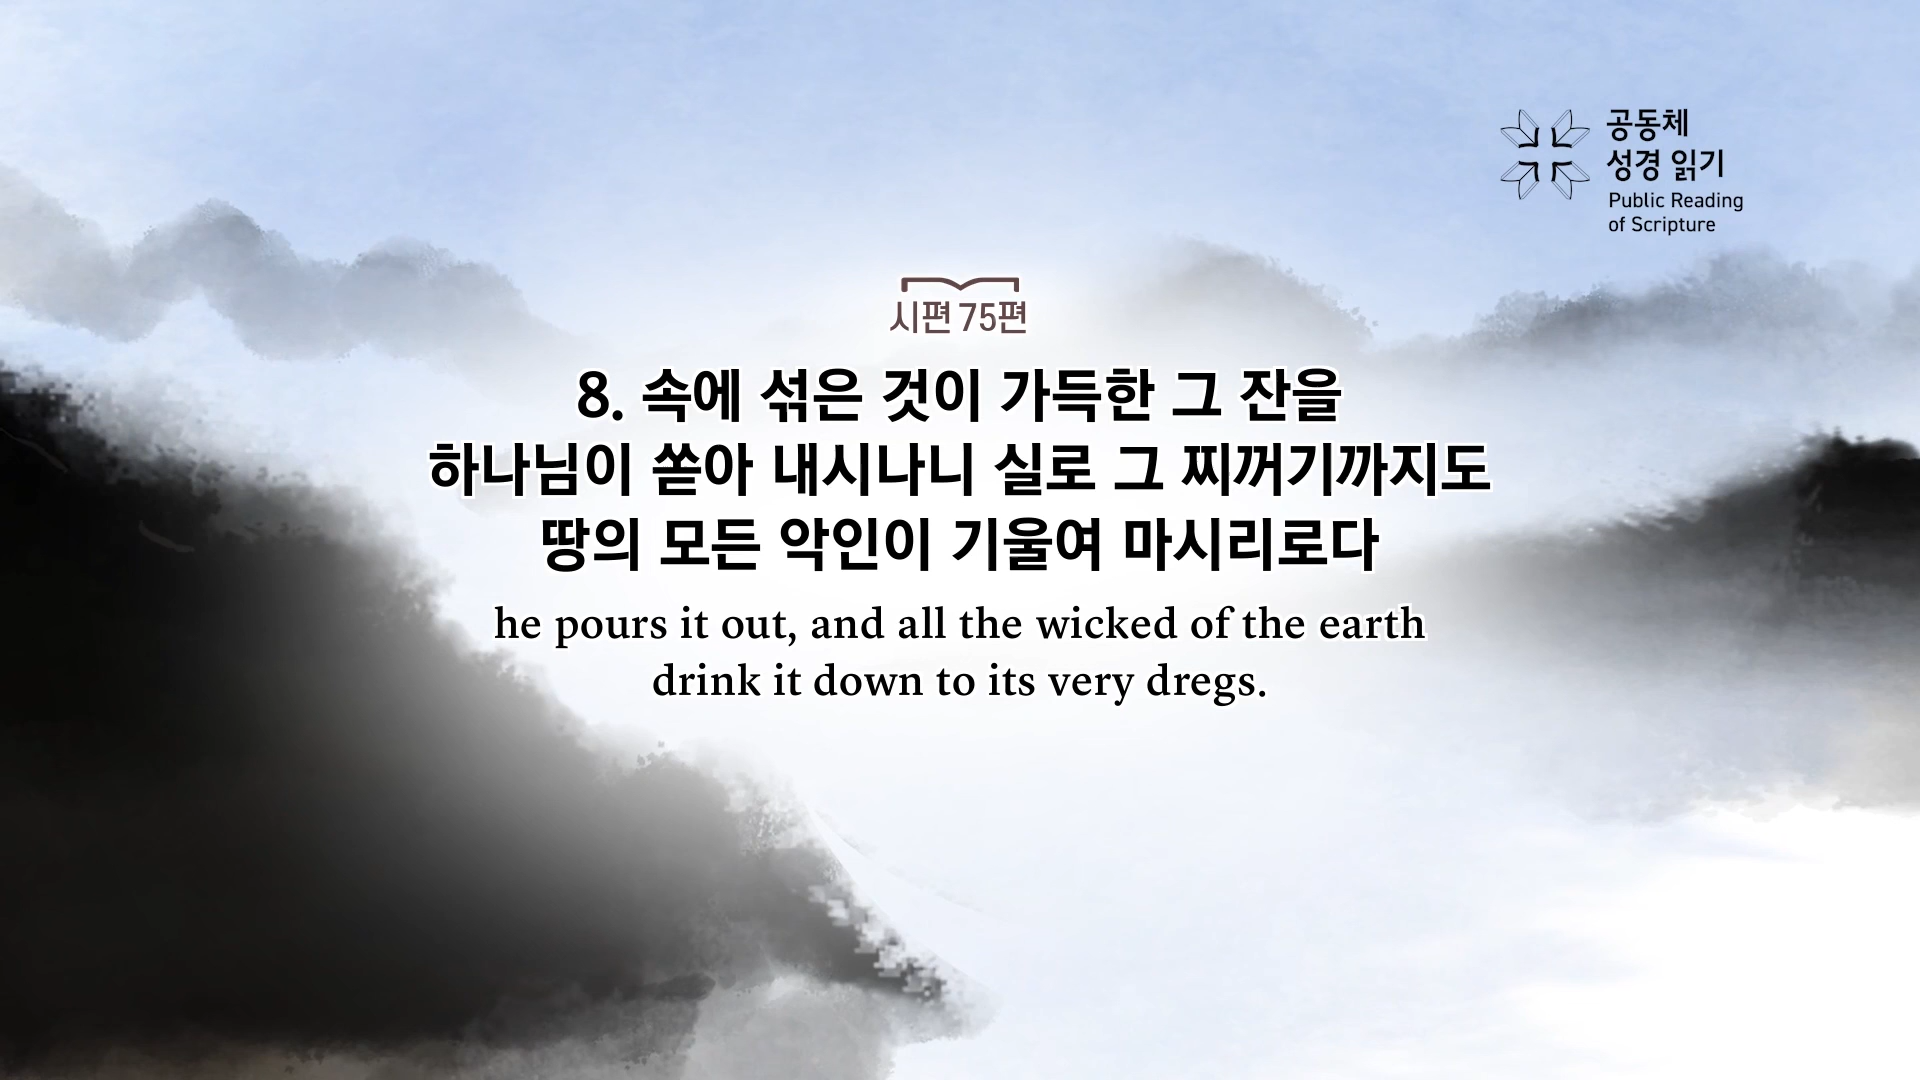 공동체
성경 읽기
Public Reading
of Scripture
시편 75편
8. 속에 섞은 것이 가득한 그 잔을
하나님이 쏟아 내시나니 실로 그 찌꺼기까지도
땅의 모든 악인이 기울여 마시리로다
he pours it out, and all the wicked of the earth
drink it down to its very dregs.